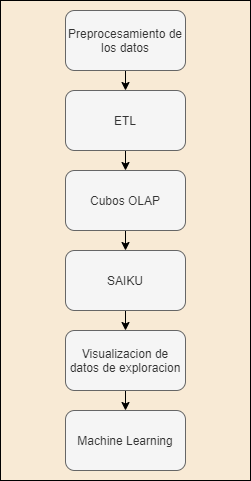 Preprocesamiento de
los datos
ETL
Cubos OLAP
SAIKU
Visualizacion de
datos de exploracion
Machine Learning